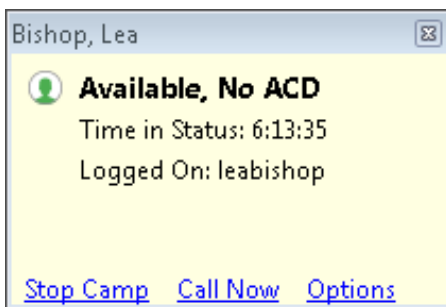 Bishop, Lea
Available, No ACD
Time in Status: 6:13:35
Logged On: leabishop
Stop Camp Call Now Options